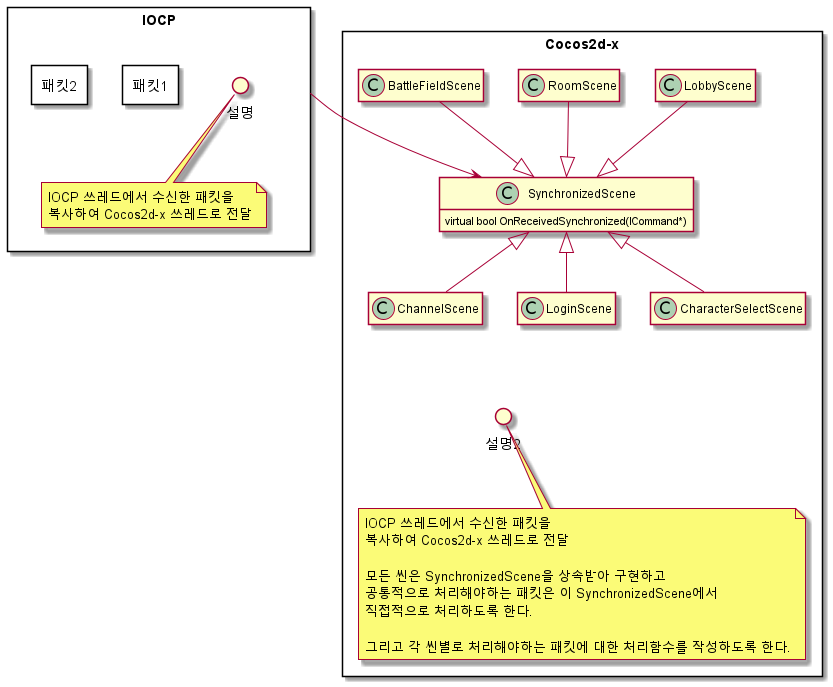 IOCP
패킷2
패킷1
설명
IOCP 쓰레드에서 수신한 패킷을
복사하여 Cocos2d-x 쓰레드로 전달
Cocos2d-x
C BattleFieldScene
C RoomScene
C LobbyScene
C SynchronizedScene
virtual bool OnReceivedSynchronized(ICommand*)
C ChannelScene
C LoginScene
C CharacterSelectScene
설명2
IOCP 쓰레드에서 수신한 패킷을
복사하여 Cocos2d-x 쓰레드로 전달
모든 씬은 SynchronizedScene을 상속받아 구현하고
공통적으로 처리해야하는 패킷은 이 SynchronizedScene에서
직접적으로 처리하도록 한다.
그리고 각 씬별로 처리해야하는 패킷에 대한 처리함수를 작성하도록 한다.